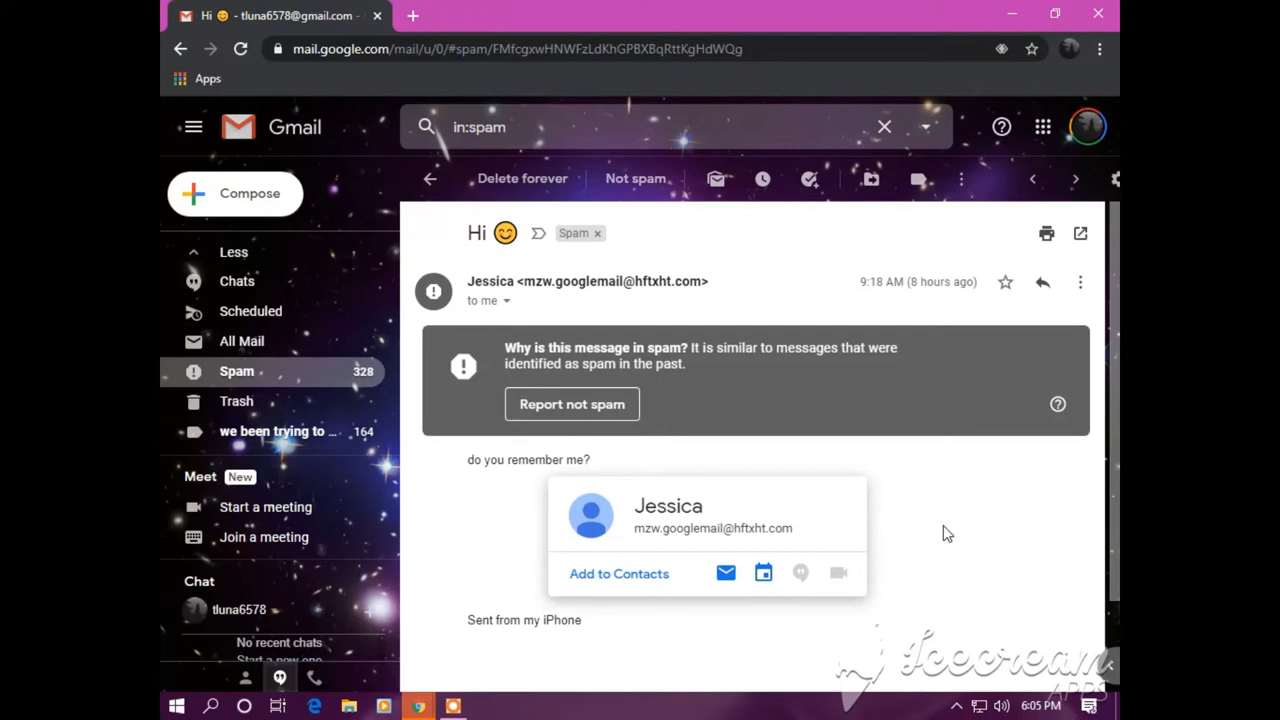 Hi 😊 - tluna6578@gmail.com -
mail.google.com/mail/u/0/#spam/FMfcgxwHNWFzLdKhGPBXBqRttKgHdWQg
Apps
Gmail
in:spam
Compose
Delete forever
Not spam
Less
Chats
Scheduled
All Mail
Spam 328
Trash
we been trying to ... 164
Meet New
Start a meeting
Join a meeting
Chat
tluna6578
No recent chats
Start a new one
Hi 😊
Spam x
Jessica <mzw.googlemail@hftxht.com>
9:18 AM (8 hours ago)
to me
Why is this message in spam? It is similar to messages that were
identified as spam in the past.
Report not spam
do you remember me?
Jessica
mzw.googlemail@hftxht.com
Add to Contacts
Sent from my iPhone
Icecream
APPS
6:05 PM